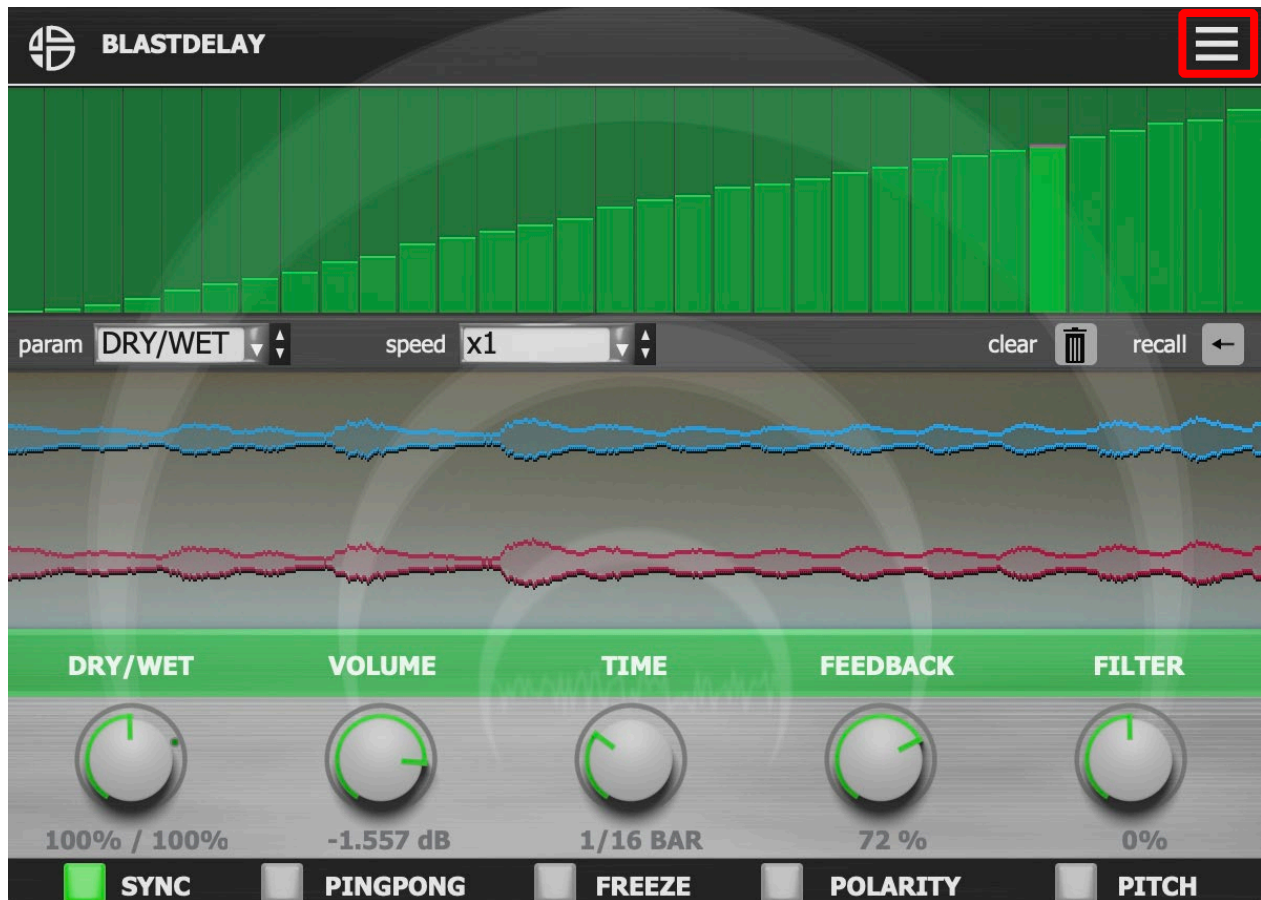 BLASTDELAY
param DRY/WET speed x1 clear recall
DRY/WET VOLUME TIME FEEDBACK FILTER
100% / 100% -1.557 dB 1/16 BAR 72 % 0%
SYNC PINGPONG FREEZE POLARITY PITCH